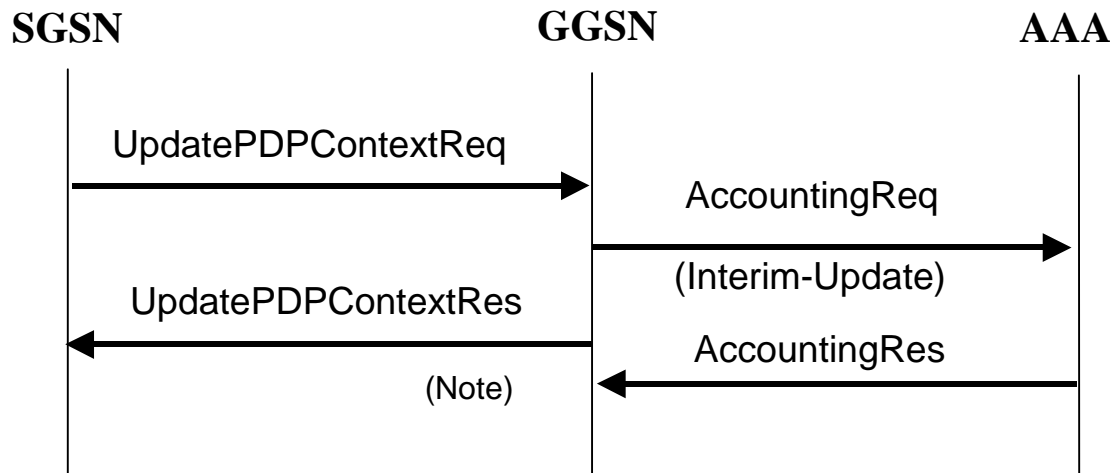 SGSN GGSN AAA
UpdatePDPContextReq
AccountingReq
(Interim-Update)
UpdatePDPContextRes
AccountingRes
(Note)